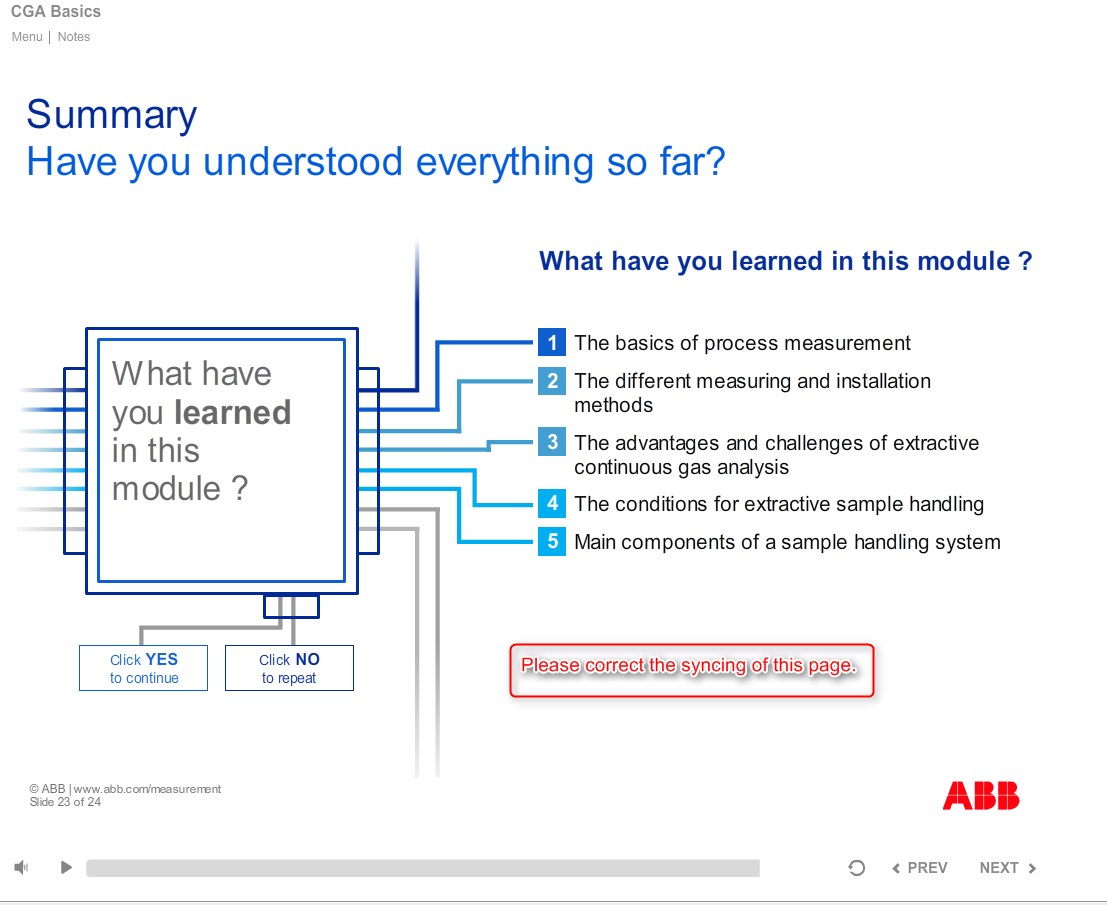 CGA Basics
Menu | Notes
Summary
Have you understood everything so far?
What have you learned in this module ?
What have
you learned
in this
module ?
1 The basics of process measurement
2 The different measuring and installation
methods
3 The advantages and challenges of extractive
continuous gas analysis
4 The conditions for extractive sample handling
5 Main components of a sample handling system
Click YES
to continue
Click NO
to repeat
Please correct the syncing of this page.
© ABB | www.abb.com/measurement
Slide 23 of 24
ABB
PREV
NEXT